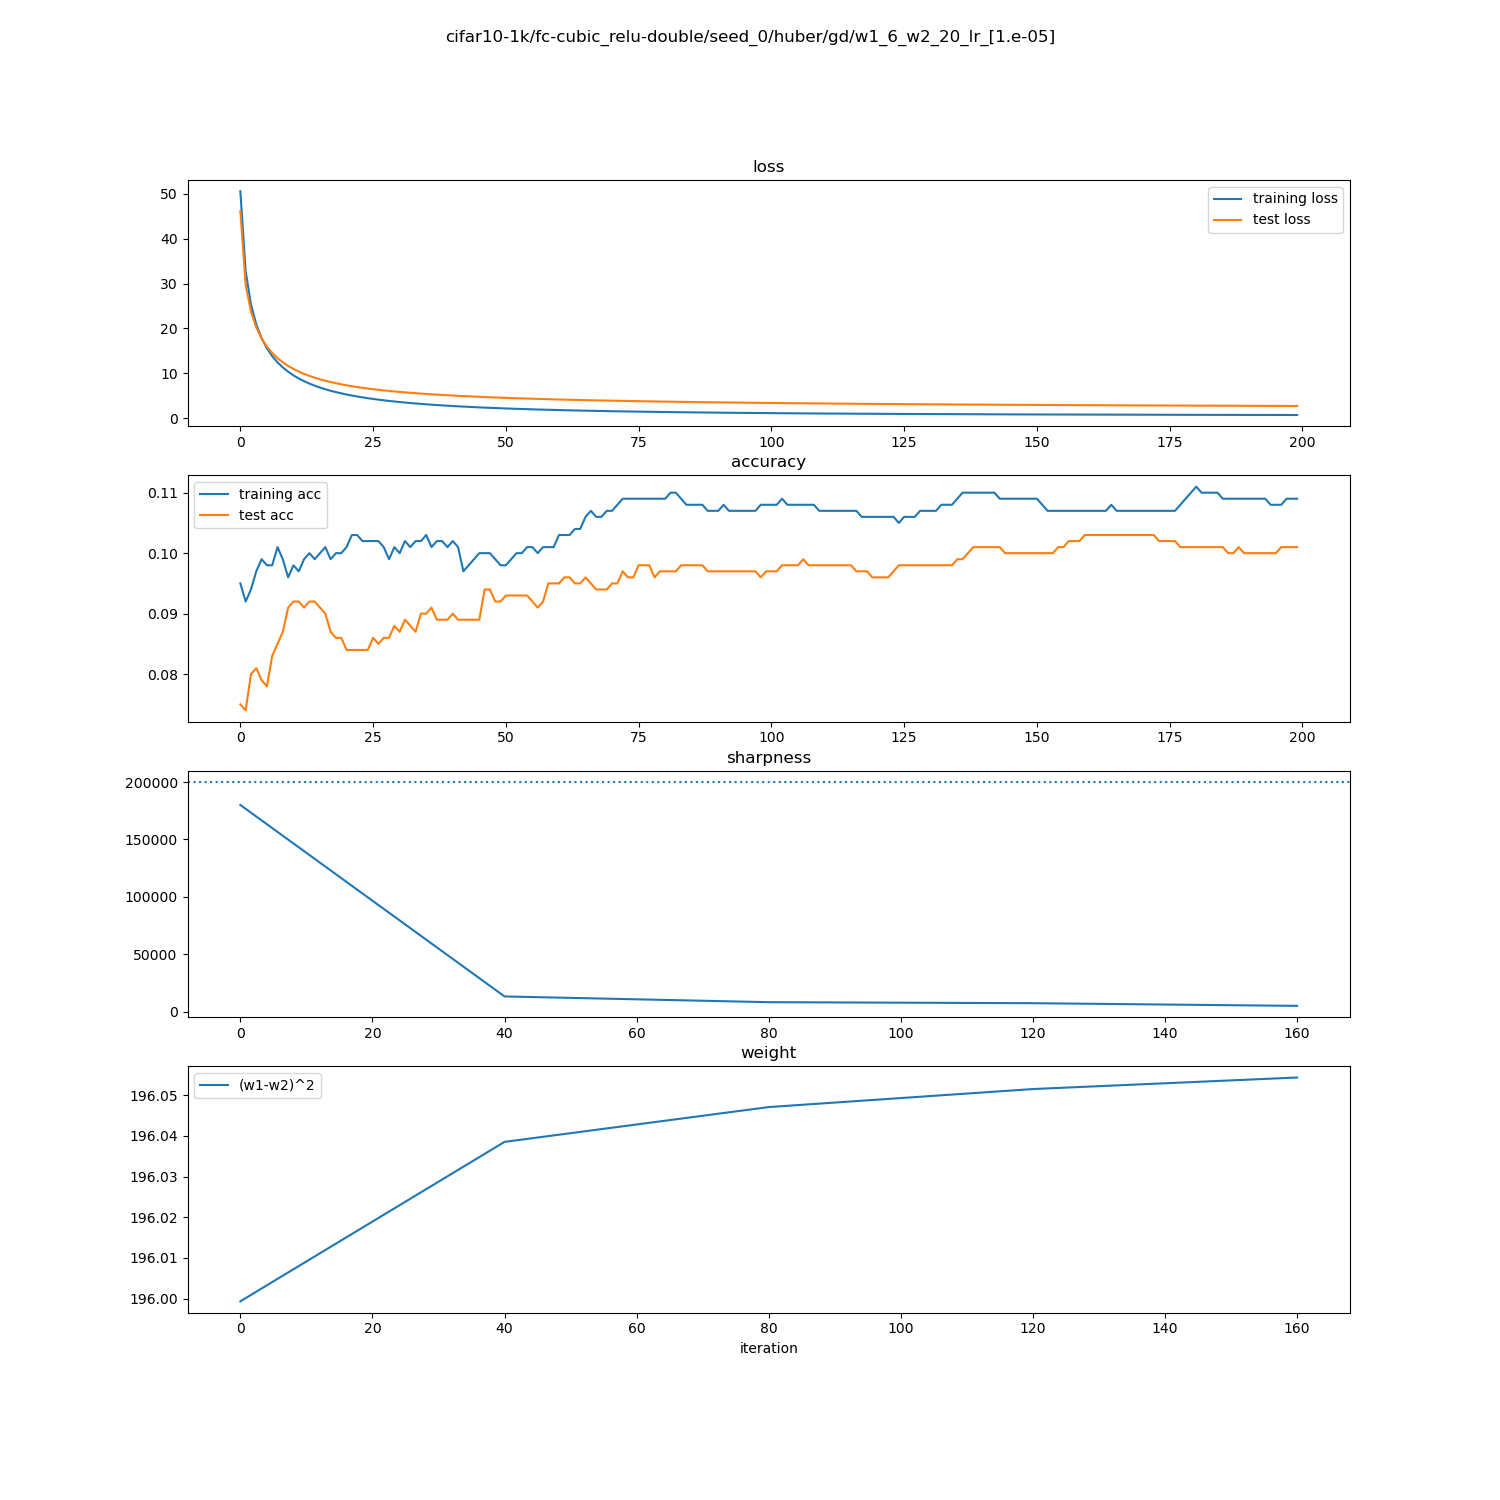 cifar10-1k/fc-cubic_relu-double/seed_0/huber/gd/w1_6_w2_20_lr_[1.e-05]
loss
50
40
30
20
10
0
training loss
test loss
0 25 50 75 100 125 150 175 200
accuracy
0.11
0.10
0.09
0.08
training acc
test acc
0 25 50 75 100 125 150 175 200
sharpness
200000
150000
100000
50000
0
0 20 40 60 80 100 120 140 160
weight
(w1-w2)^2
196.05
196.04
196.03
196.02
196.01
196.00
0 20 40 60 80 100 120 140 160
iteration